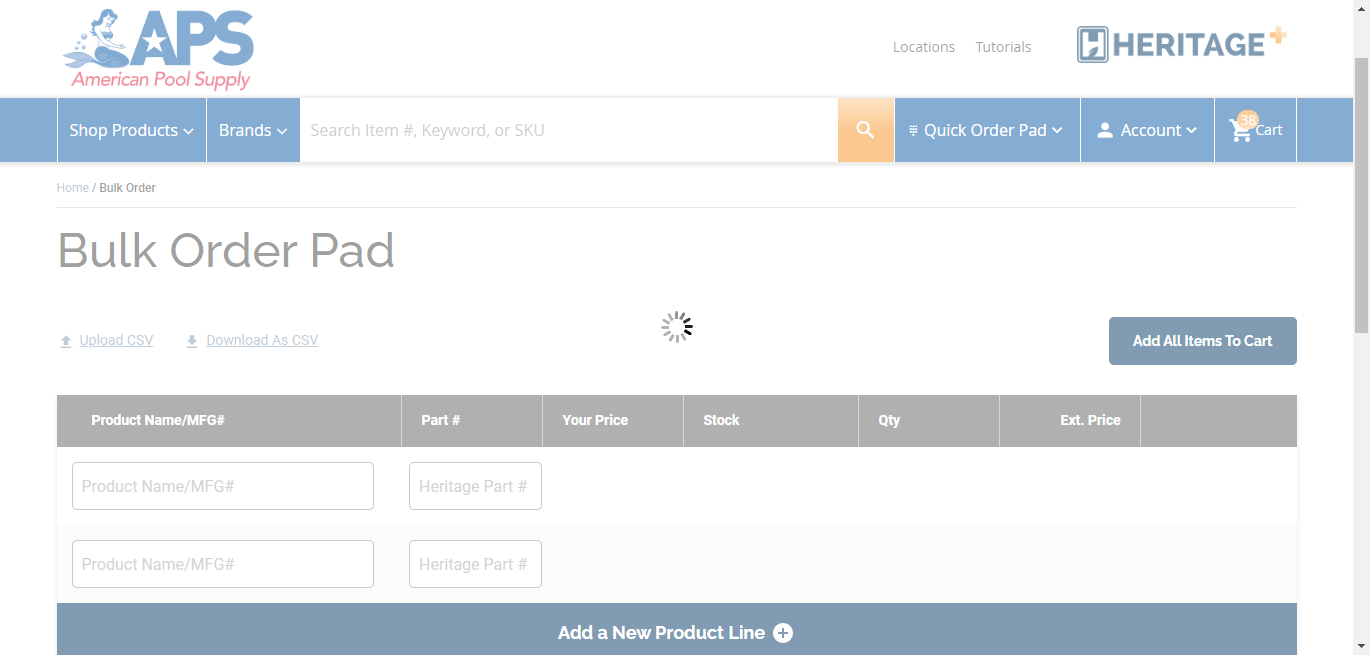 APS
American Pool Supply
Locations Tutorials
HERITAGE+
Shop Products Brands Search Item #, Keyword, or SKU Quick Order Pad Account 38 Cart
Home / Bulk Order
Bulk Order Pad
Upload CSV Download As CSV Add All Items To Cart
Product Name/MFG# Part # Your Price Stock Qty Ext. Price
Product Name/MFG# Heritage Part #
Product Name/MFG# Heritage Part #
Add a New Product Line